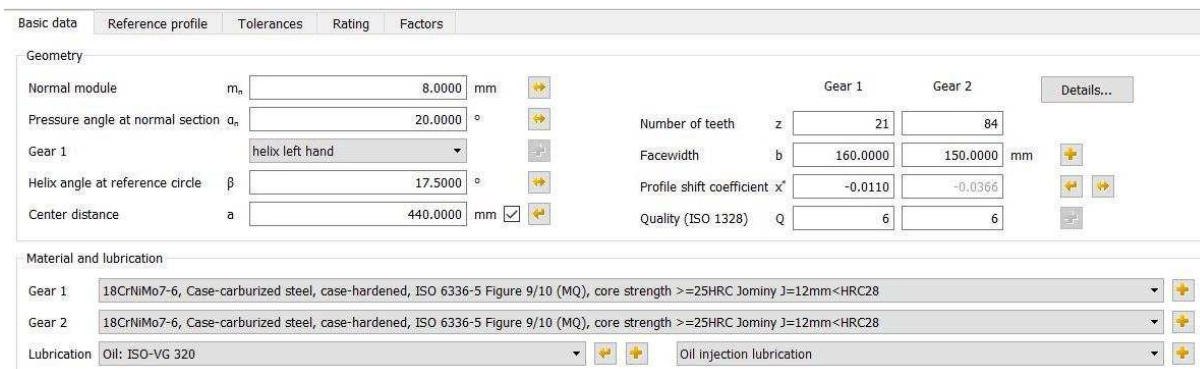 Basic data Reference profile Tolerances Rating Factors
Geometry
Normal module mₙ 8.0000 mm
Pressure angle at normal section αₙ 20.0000 °
Gear 1 helix left hand
Helix angle at reference circle β 17.5000 °
Center distance a 440.0000 mm
Gear 1 Gear 2 Details...
Number of teeth z 21 84
Facewidth b 160.0000 150.0000 mm
Profile shift coefficient x* -0.0110 -0.0366
Quality (ISO 1328) Q 6 6
Material and lubrication
Gear 1 18CrNiMo7-6, Case-carburized steel, case-hardened, ISO 6336-5 Figure 9/10 (MQ), core strength >=25HRC Jominy J=12mm<HRC28
Gear 2 18CrNiMo7-6, Case-carburized steel, case-hardened, ISO 6336-5 Figure 9/10 (MQ), core strength >=25HRC Jominy J=12mm<HRC28
Lubrication Oil: ISO-VG 320 Oil injection lubrication